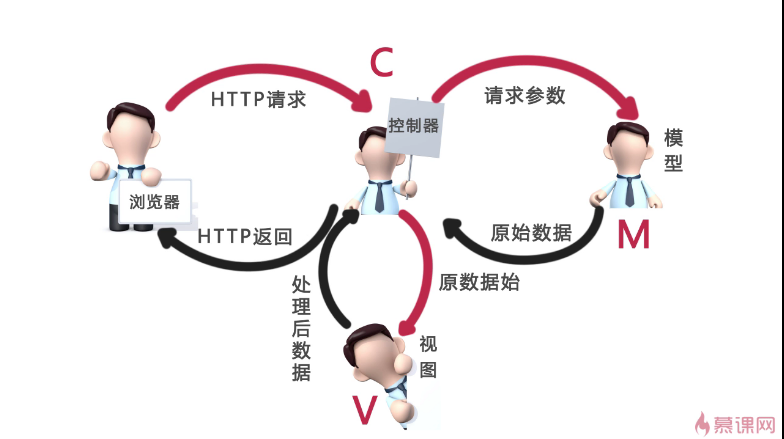 C
HTTP请求
请求参数
控制器
模型
浏览器
HTTP返回
原始数据
M
处理后数据
原数据始
视图
V
慕课网